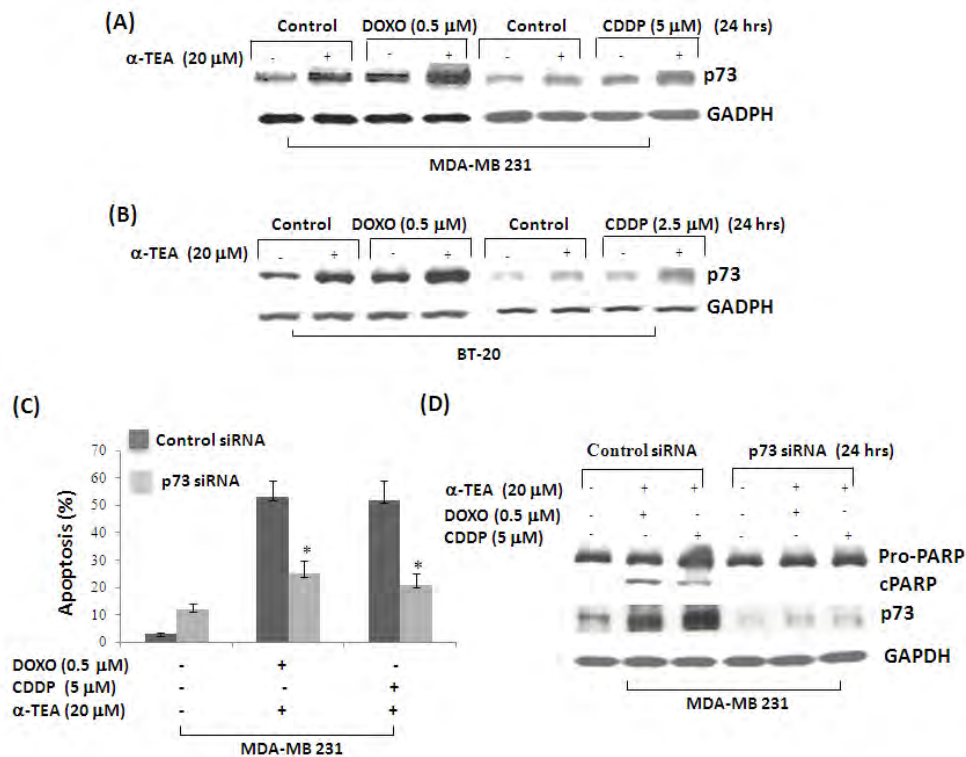 (A)
Control DOXO (0.5 µM) Control CDDP (5 µM) (24 hrs)
α-TEA (20 µM) - + - + - + - + p73
GADPH
MDA-MB 231
(B)
Control DOXO (0.5 µM) Control CDDP (2.5 µM) (24 hrs)
α-TEA (20 µM) - + - + - + - + p73
GADPH
BT-20
(C)
Control siRNA
p73 siRNA
Apoptosis (%)
70
60
50
40
30
20
10
0
* *
DOXO (0.5 µM) - + -
CDDP (5 µM) - - +
α-TEA (20 µM) - + +
MDA-MB 231
(D)
Control siRNA p73 siRNA (24 hrs)
α-TEA (20 µM) - + + - + +
DOXO (0.5 µM) - + - - + -
CDDP (5 µM) - - + - - +
Pro-PARP
cPARP
p73
GAPDH
MDA-MB 231